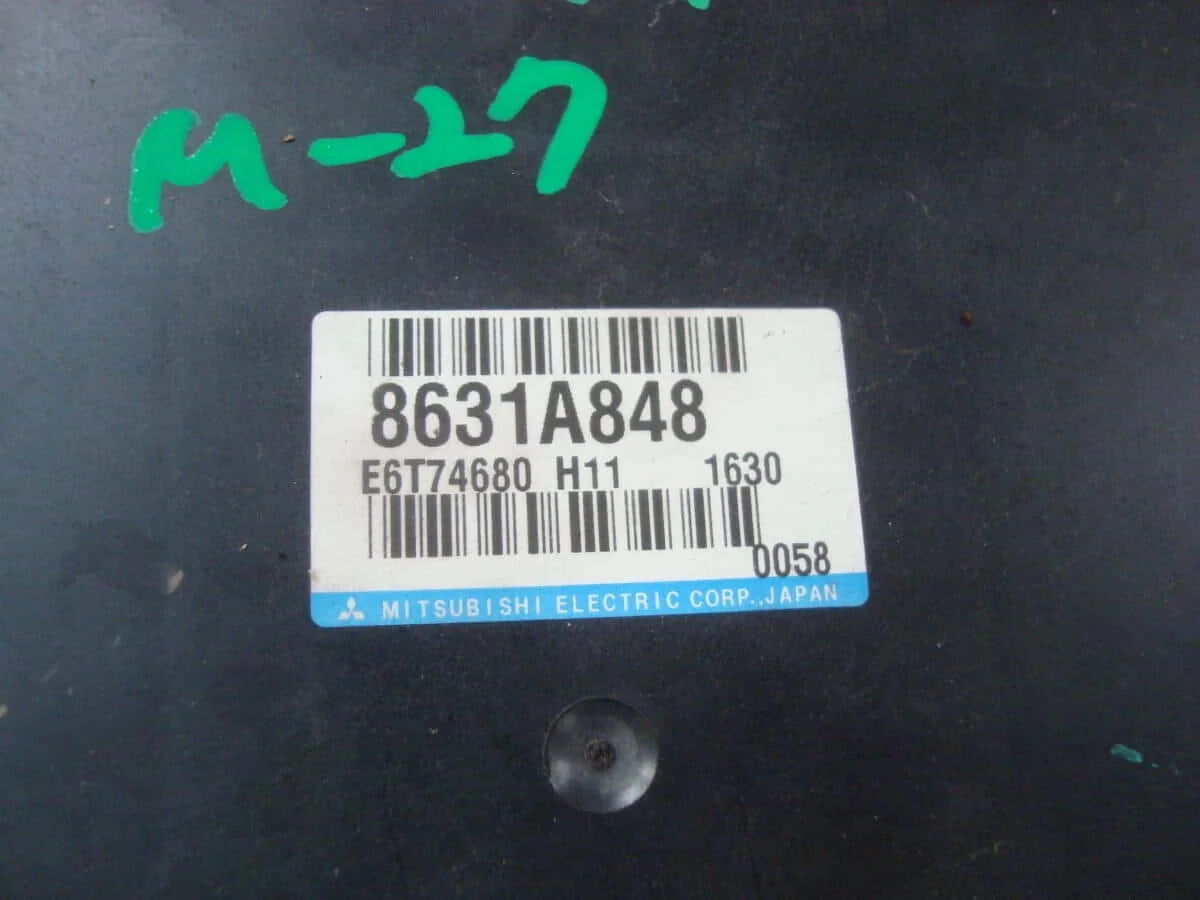 M-27
8631A848
E6T74680 H11 1630
0058
MITSUBISHI ELECTRIC CORP.,JAPAN